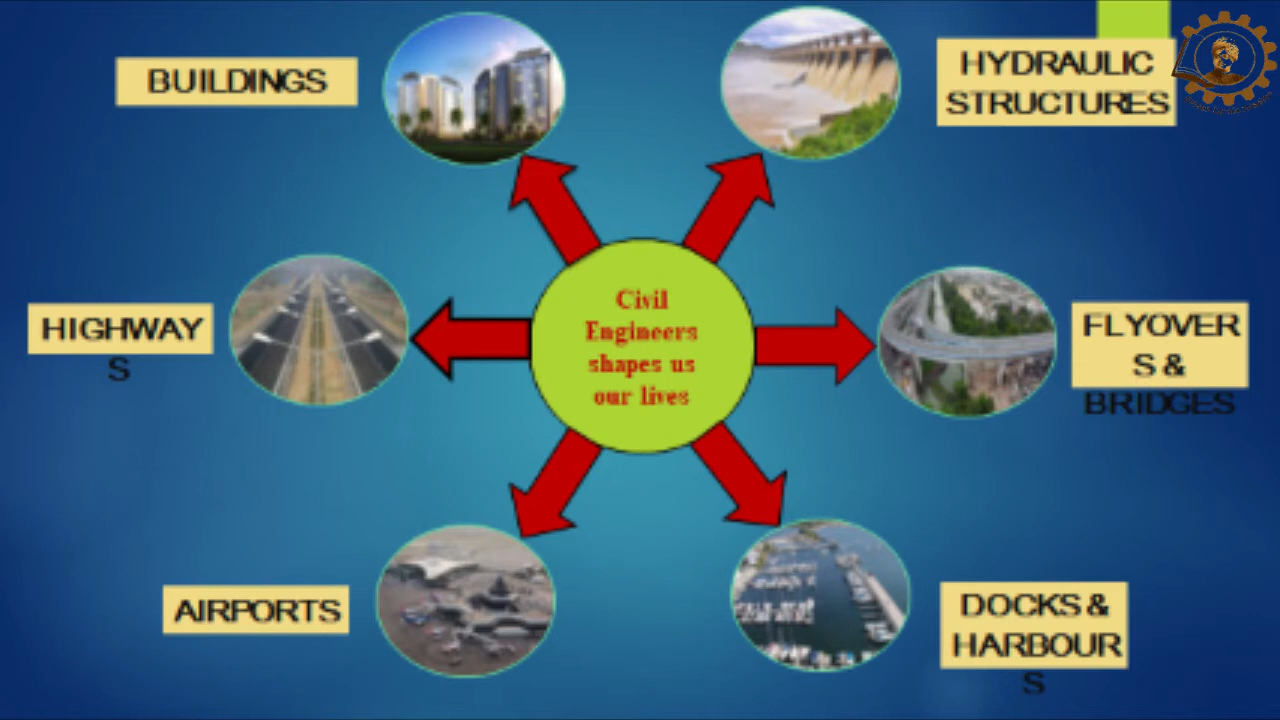 BUILDINGS
HYDRAULIC
STRUCTURES
HIGHWAY
S
Civil
Engineers
shapes us
our lives
FLYOVER
S &
BRIDGES
AIRPORTS
DOCKS &
HARBOUR
S